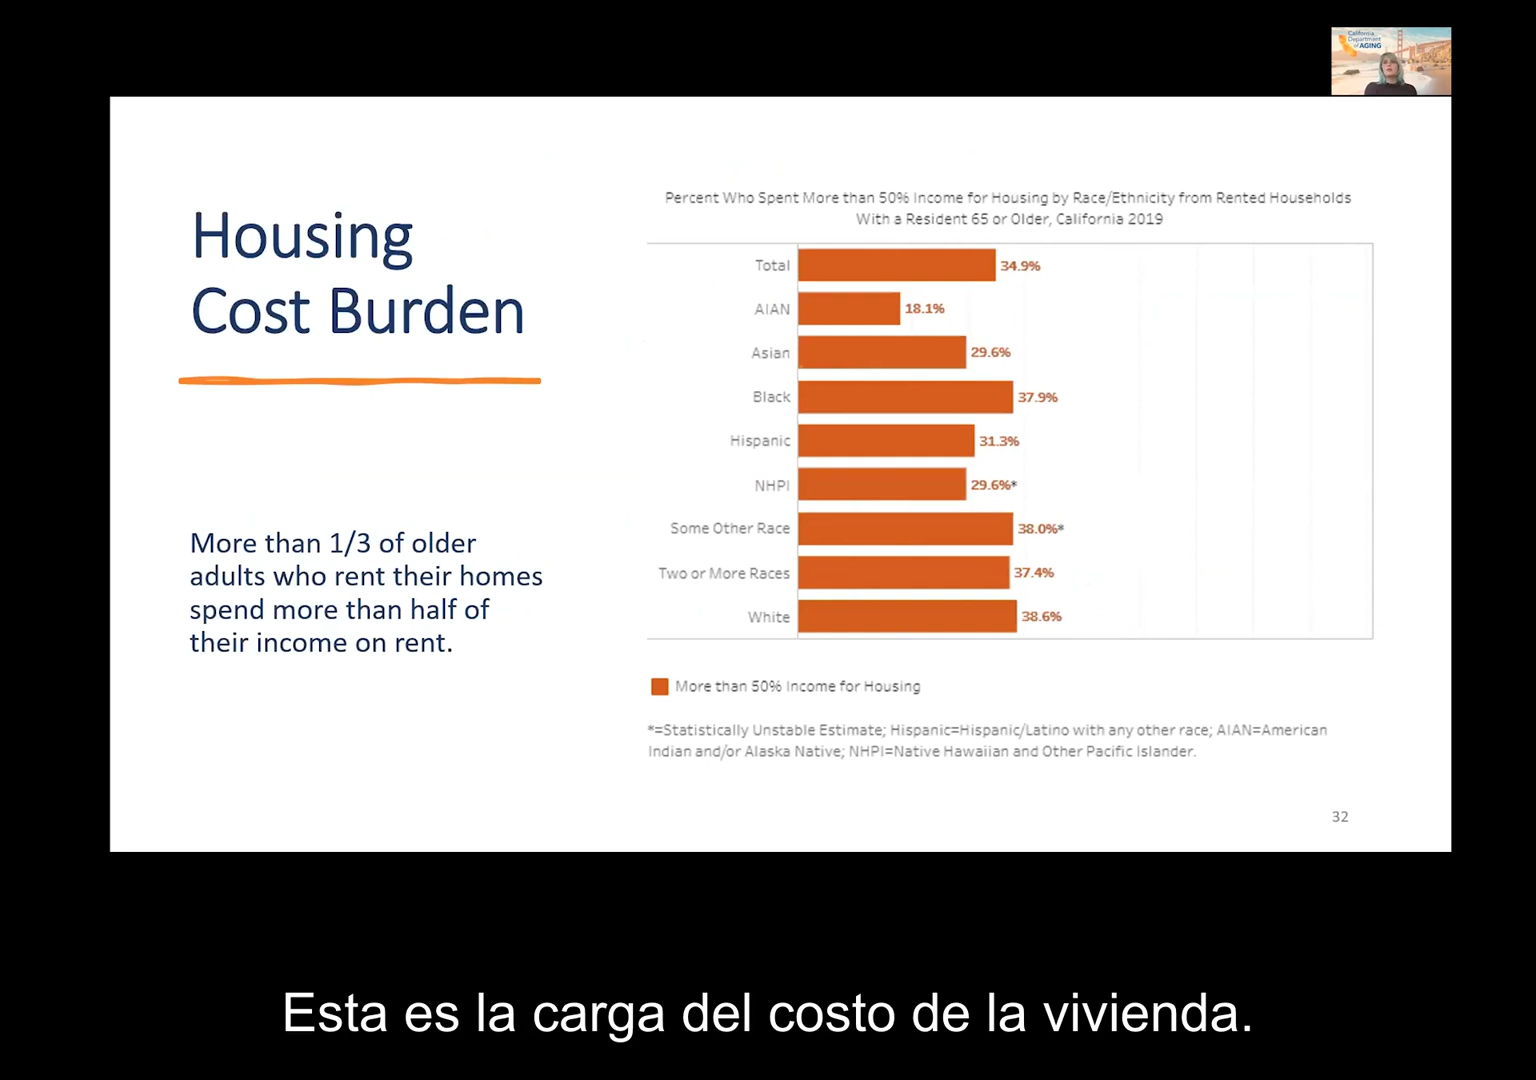 California
Department
of AGING
Housing
Cost Burden
More than 1/3 of older
adults who rent their homes
spend more than half of
their income on rent.
Percent Who Spent More than 50% Income for Housing by Race/Ethnicity from Rented Households
With a Resident 65 or Older, California 2019
Total 34.9%
AIAN 18.1%
Asian 29.6%
Black 37.9%
Hispanic 31.3%
NHPI 29.6%*
Some Other Race 38.0%*
Two or More Races 37.4%
White 38.6%
More than 50% Income for Housing
*=Statistically Unstable Estimate; Hispanic=Hispanic/Latino with any other race; AIAN=American
Indian and/or Alaska Native; NHPI=Native Hawaiian and Other Pacific Islander.
32
Esta es la carga del costo de la vivienda.